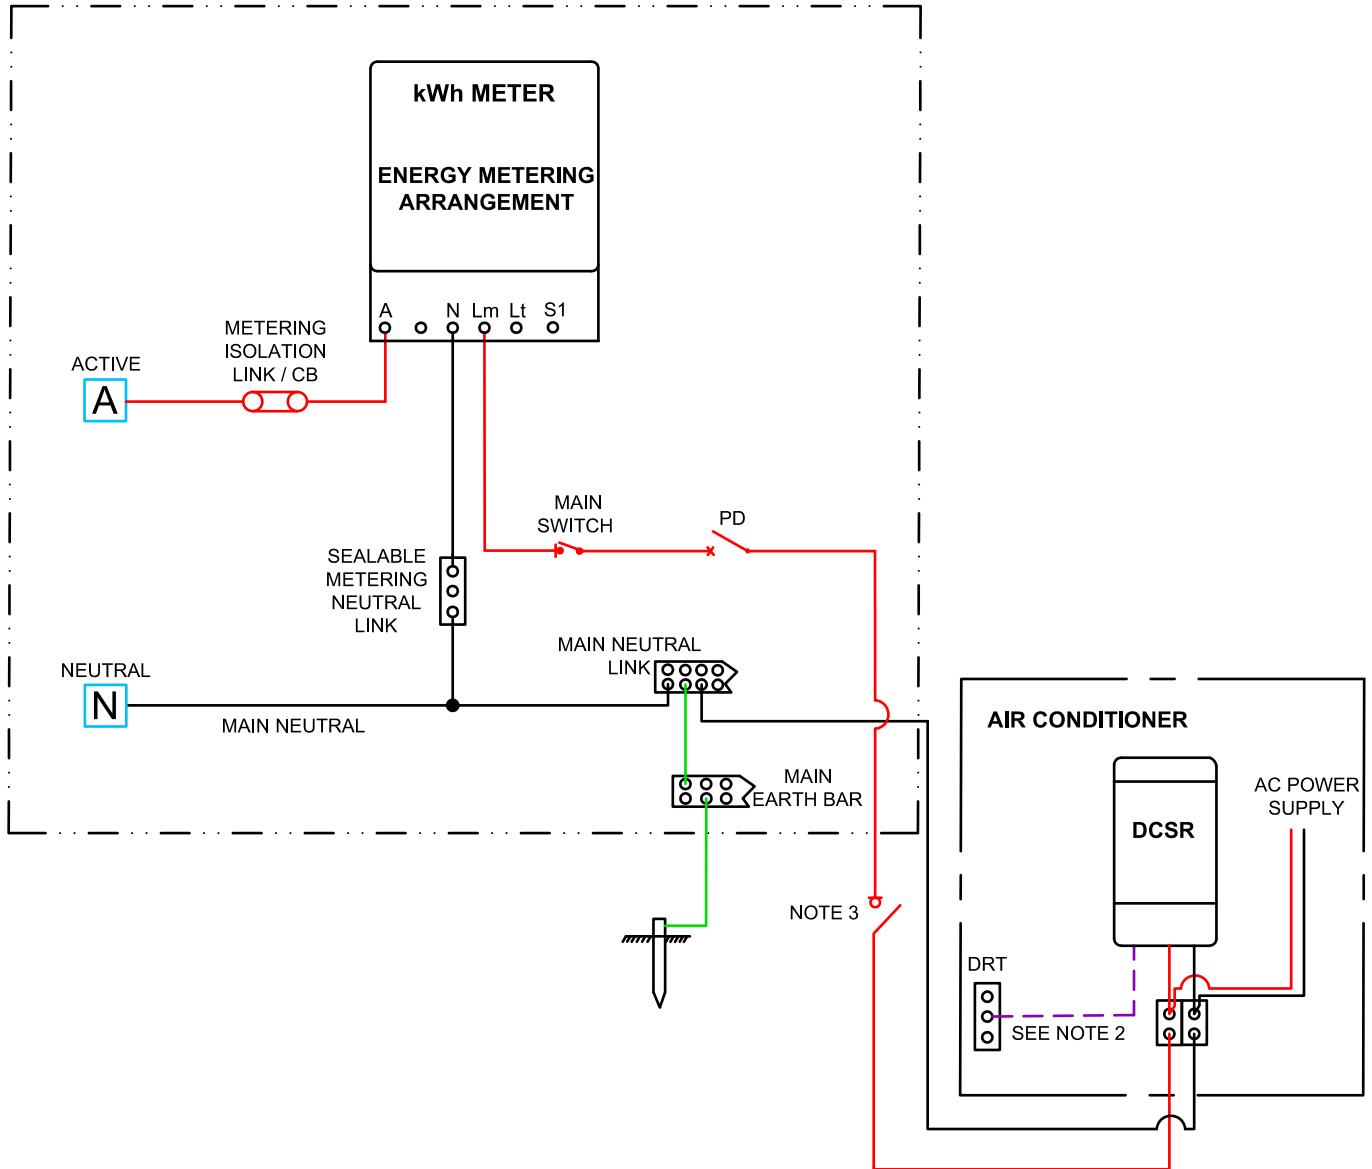 kWh METER
ENERGY METERING
ARRANGEMENT
A N Lm Lt S1
METERING
ISOLATION
LINK / CB
ACTIVE
A
MAIN
SWITCH
PD
SEALABLE
METERING
NEUTRAL
LINK
MAIN NEUTRAL
LINK
NEUTRAL
N
MAIN NEUTRAL
MAIN
EARTH BAR
NOTE 3
AIR CONDITIONER
AC POWER
SUPPLY
DCSR
DRT
SEE NOTE 2